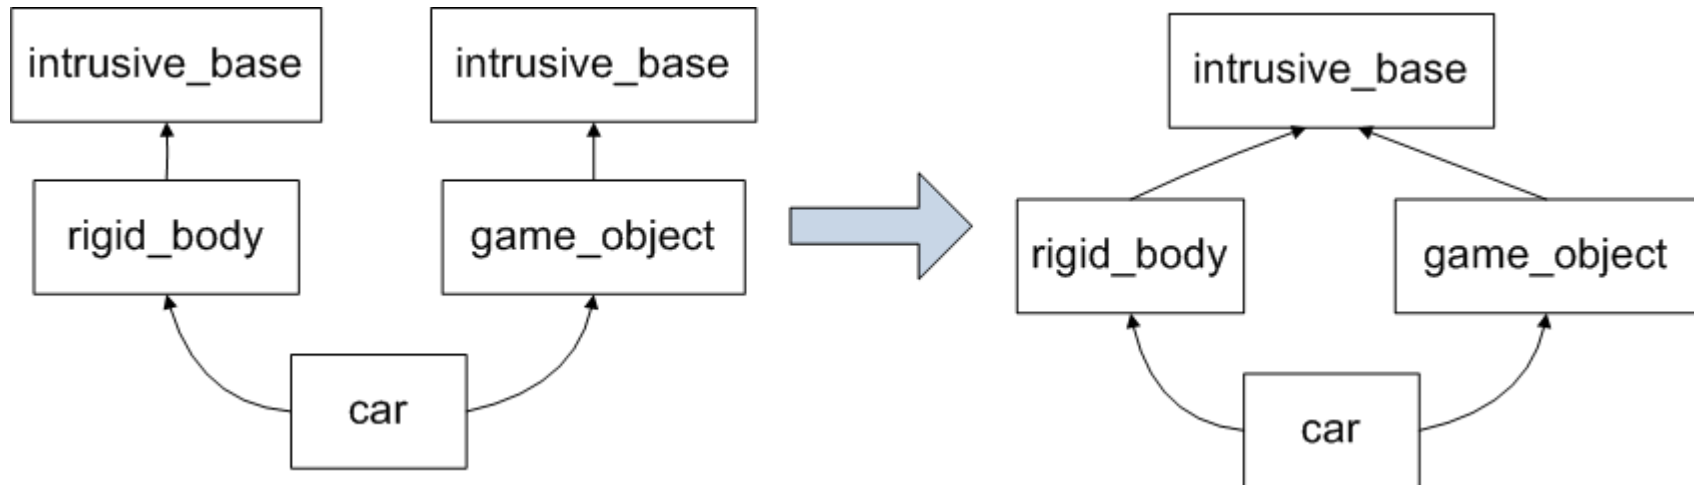 intrusive_base
intrusive_base
rigid_body
game_object
car
intrusive_base
rigid_body
game_object
car